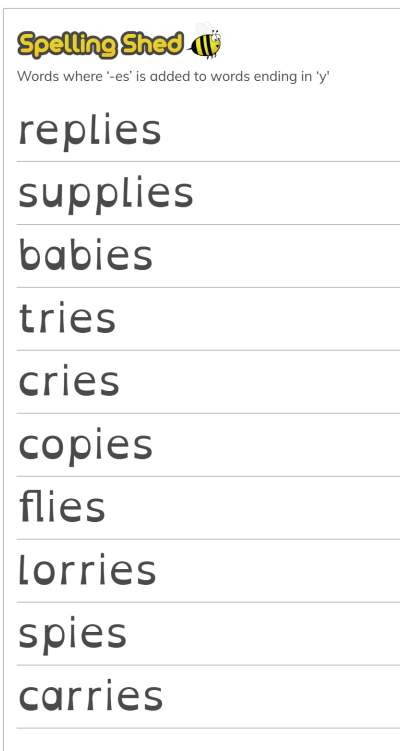 Spelling Shed
Words where ‘-es’ is added to words ending in ‘y'
replies
supplies
babies
tries
cries
copies
flies
lorries
spies
carries